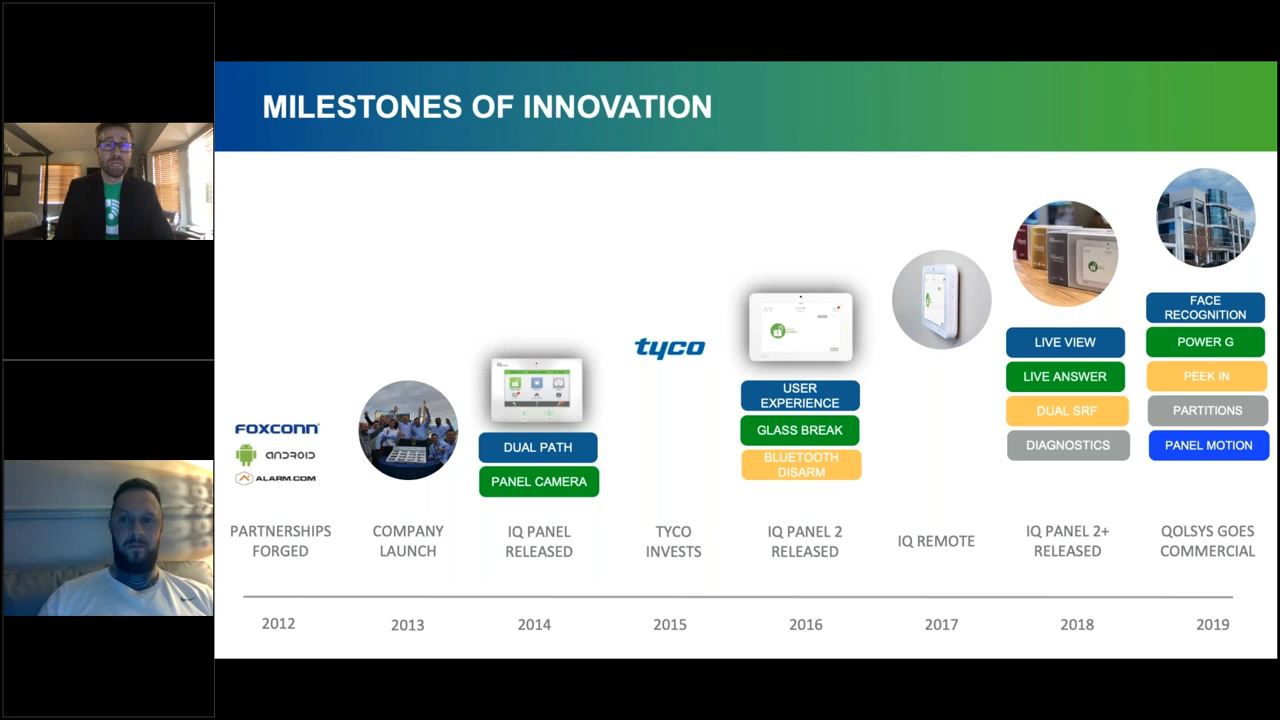 MILESTONES OF INNOVATION
FOXCONN
ANDROID
ALARM.COM
PARTNERSHIPS
FORGED
2012
COMPANY
LAUNCH
2013
DUAL PATH
PANEL CAMERA
IQ PANEL
RELEASED
2014
tyco
TYCO
INVESTS
2015
USER
EXPERIENCE
GLASS BREAK
BLUETOOTH
DISARM
IQ PANEL 2
RELEASED
2016
IQ REMOTE
2017
LIVE VIEW
LIVE ANSWER
DUAL SRF
DIAGNOSTICS
IQ PANEL 2+
RELEASED
2018
FACE
RECOGNITION
POWER G
PEEK IN
PARTITIONS
PANEL MOTION
QOLSYS GOES
COMMERCIAL
2019